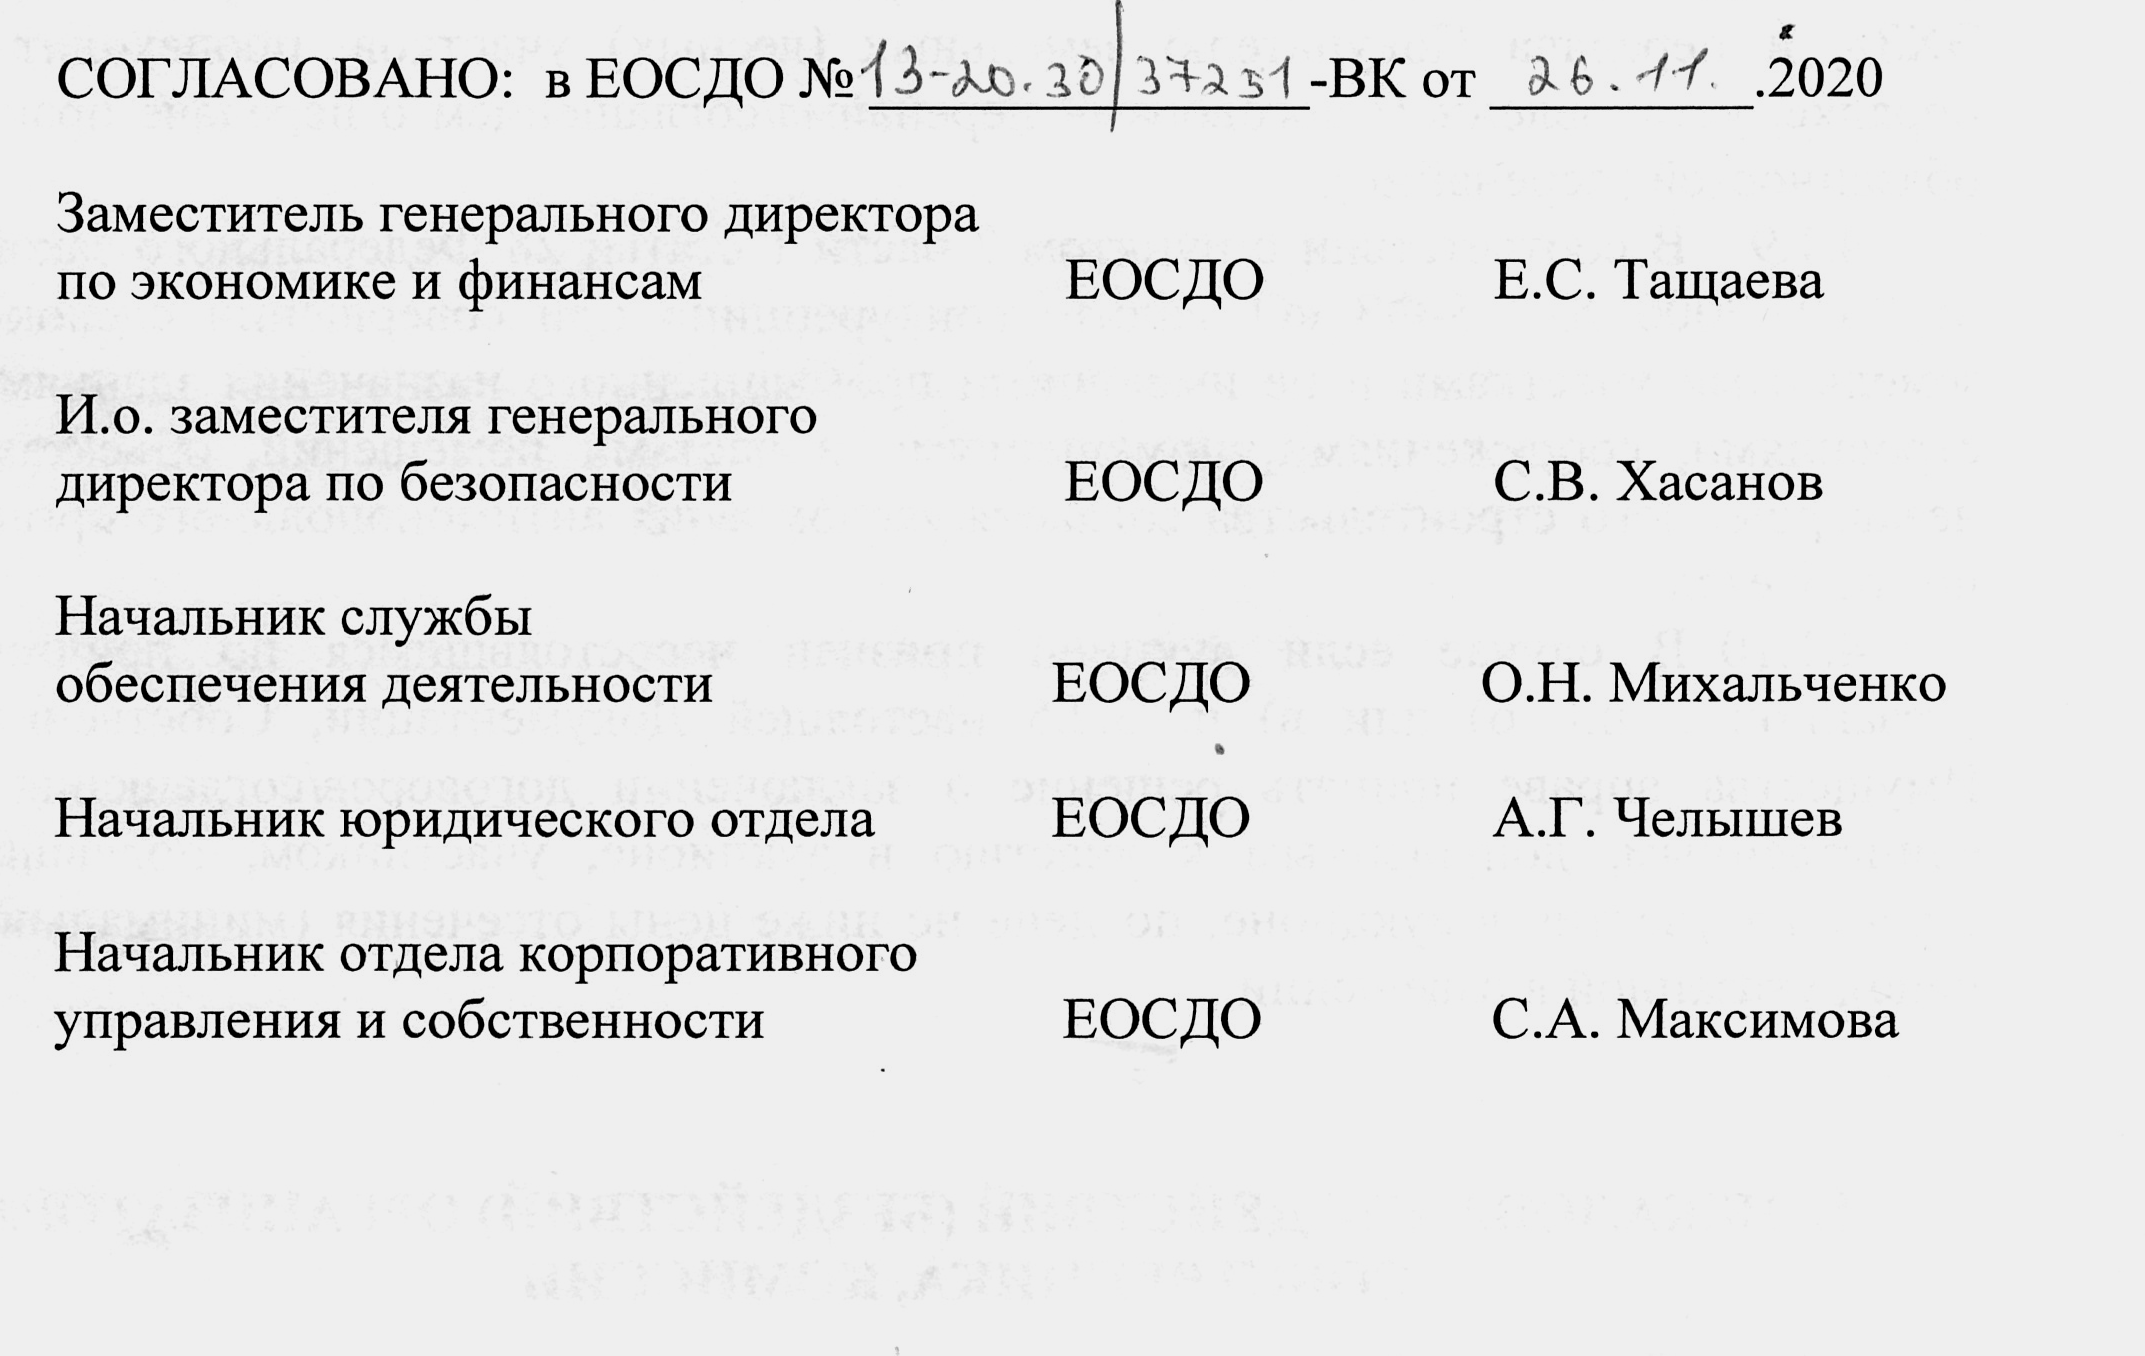 СОГЛАСОВАНО: в ЕОСДО №13-20.30/37251-ВК от 26.11. .2020
Заместитель генерального директора
по экономике и финансам ЕОСДО Е.С. Тащаева
И.о. заместителя генерального
директора по безопасности ЕОСДО С.В. Хасанов
Начальник службы
обеспечения деятельности ЕОСДО О.Н. Михальченко
Начальник юридического отдела ЕОСДО А.Г. Челышев
Начальник отдела корпоративного
управления и собственности ЕОСДО С.А. Максимова